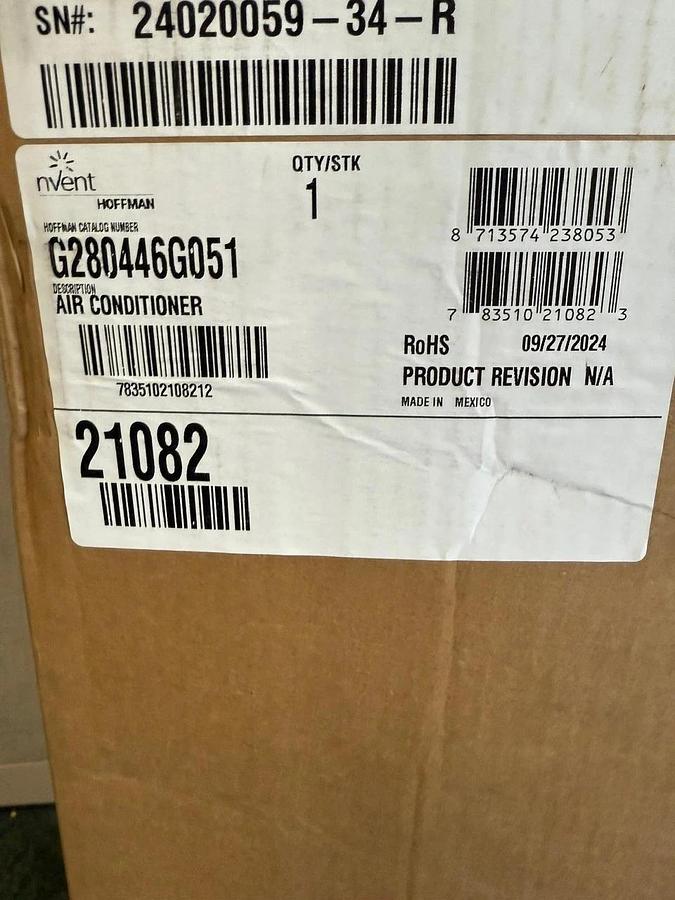 SN#: 24020059-34-R
nVent
HOFFMAN
QTY/STK
1
HOFFMAN CATALOG NUMBER
G280446G051
DESCRIPTION
AIR CONDITIONER
7835102108212
8 713574 238053
7 83510 21082 3
RoHS 09/27/2024
PRODUCT REVISION N/A
MADE IN MEXICO
21082